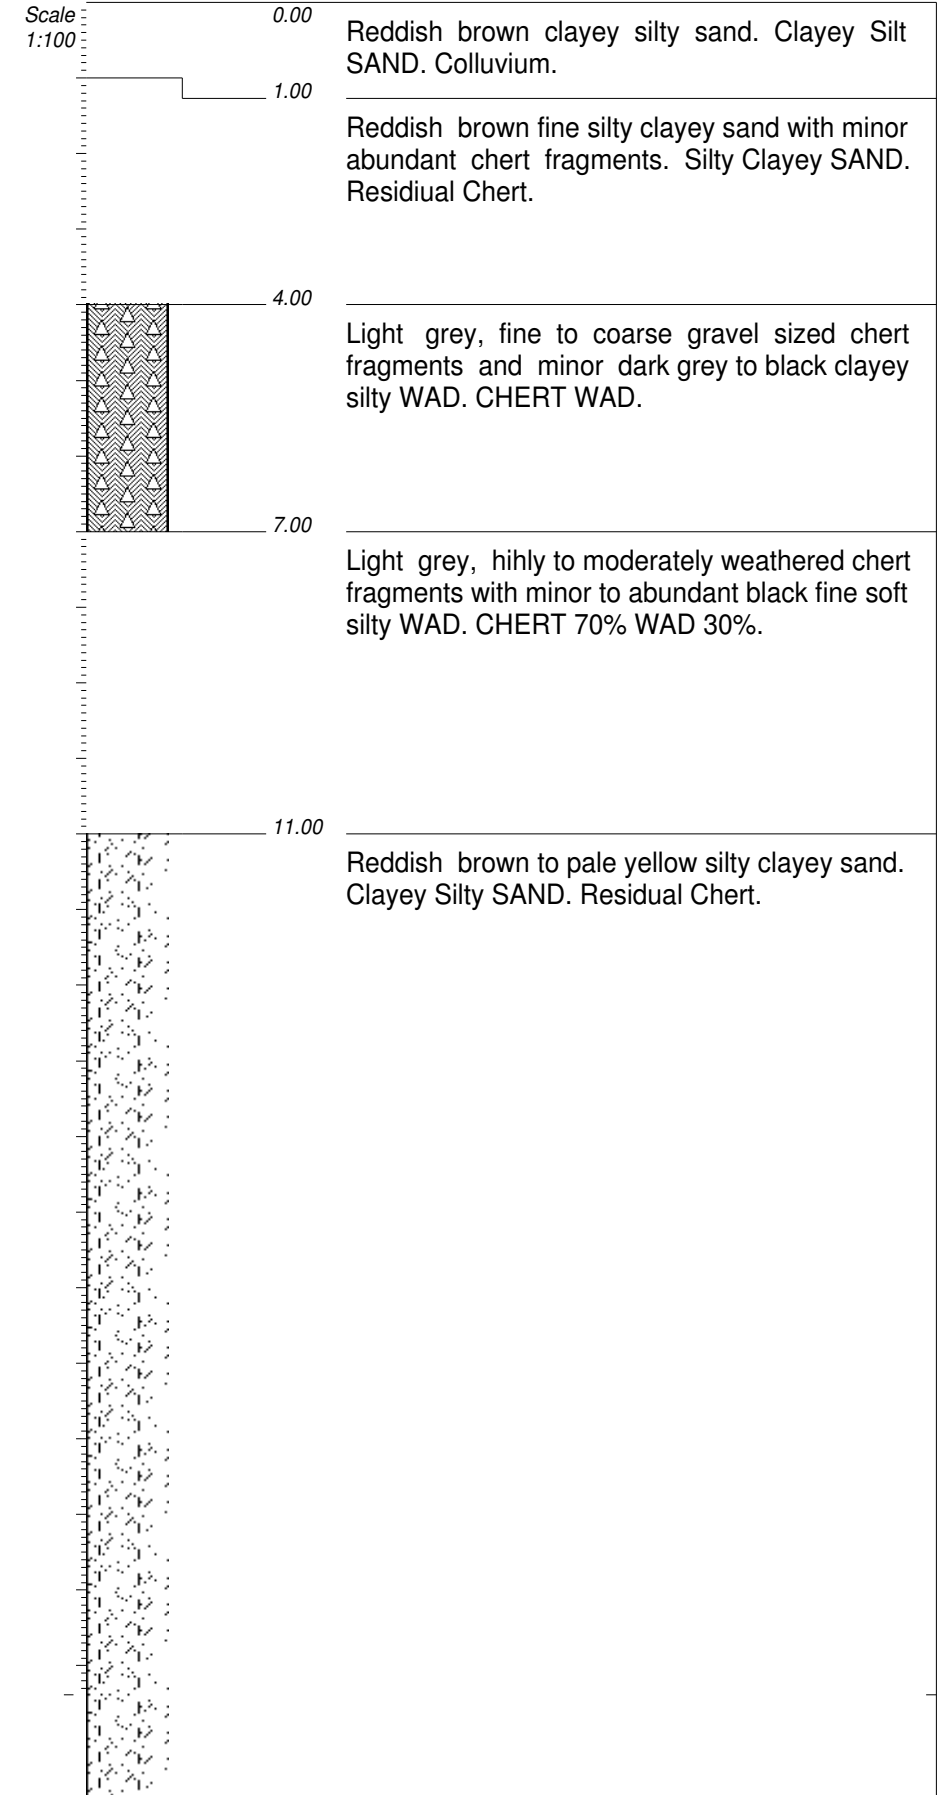 Scale
1:100
0.00
Reddish brown clayey silty sand. Clayey Silt
SAND. Colluvium.
1.00
Reddish brown fine silty clayey sand with minor
abundant chert fragments. Silty Clayey SAND.
Residiual Chert.
4.00
Light grey, fine to coarse gravel sized chert
fragments and minor dark grey to black clayey
silty WAD. CHERT WAD.
7.00
Light grey, hihly to moderately weathered chert
fragments with minor to abundant black fine soft
silty WAD. CHERT 70% WAD 30%.
11.00
Reddish brown to pale yellow silty clayey sand.
Clayey Silty SAND. Residual Chert.